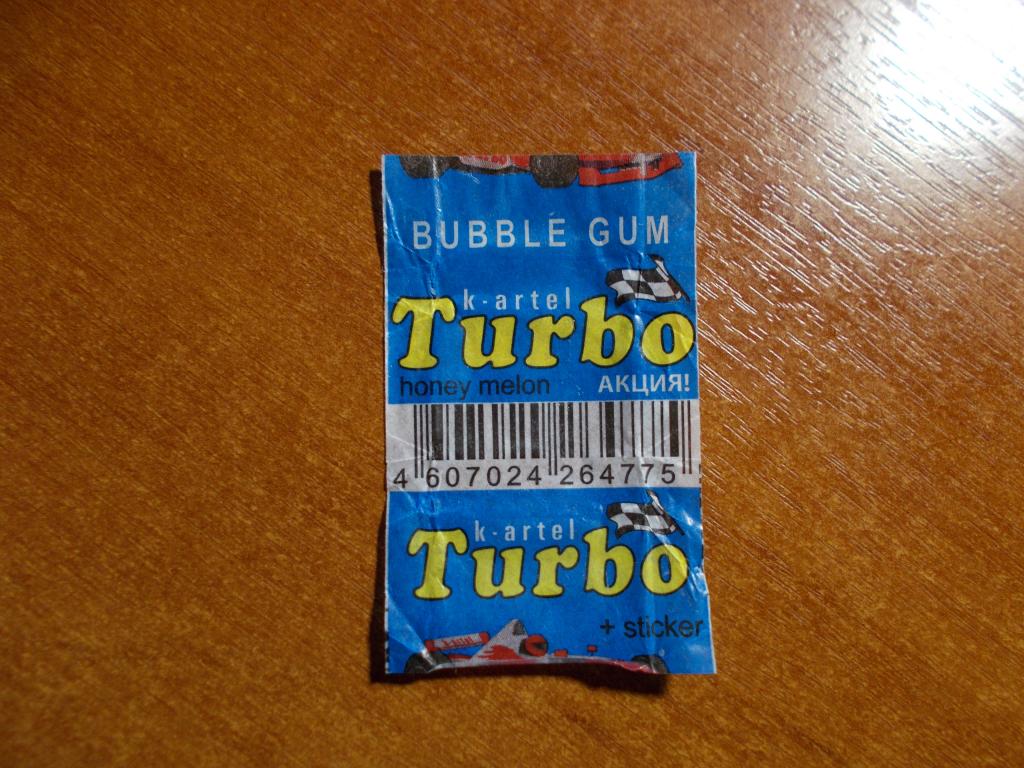 BUBBLE GUM
k-artel
Turbo
honey melon АКЦИЯ!
4 607024 264775
k-artel
Turbo
+ sticker